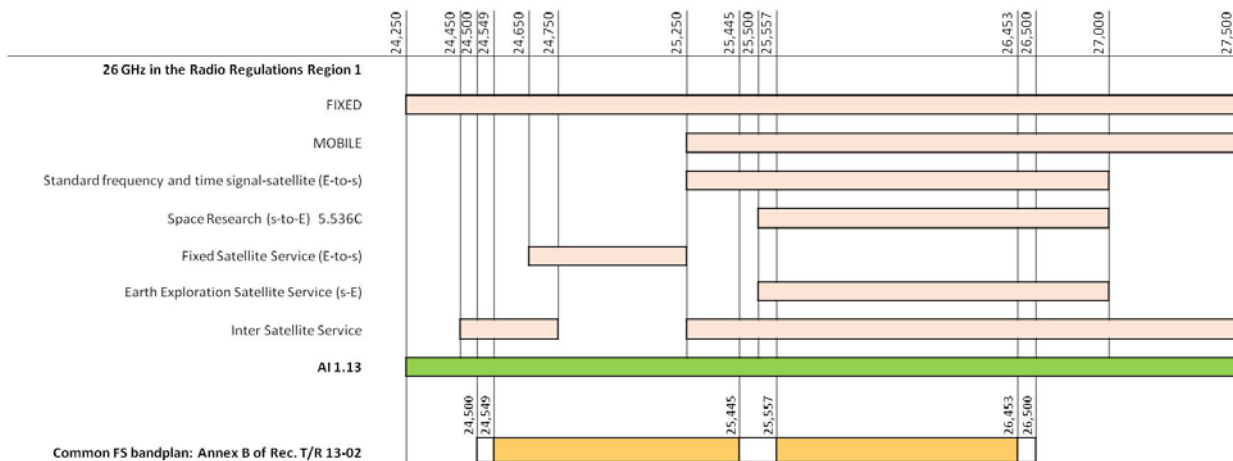 24,250
24,450
24.500
24.549
24,650
24,750
25,250
25,445
25,500
25,557
26,453
26,500
27,000
27,500
26 GHz in the Radio Regulations Region 1
FIXED
MOBILE
Standard frequency and time signal-satellite (E-to-s)
Space Research (s-to-E) 5.536C
Fixed Satellite Service (E-to-s)
Earth Exploration Satellite Service (s-E)
Inter Satellite Service
AI 1.13
24,500
24,549
25,445
25,557
26,453
26,500
Common FS bandplan: Annex B of Rec. T/R 13-02